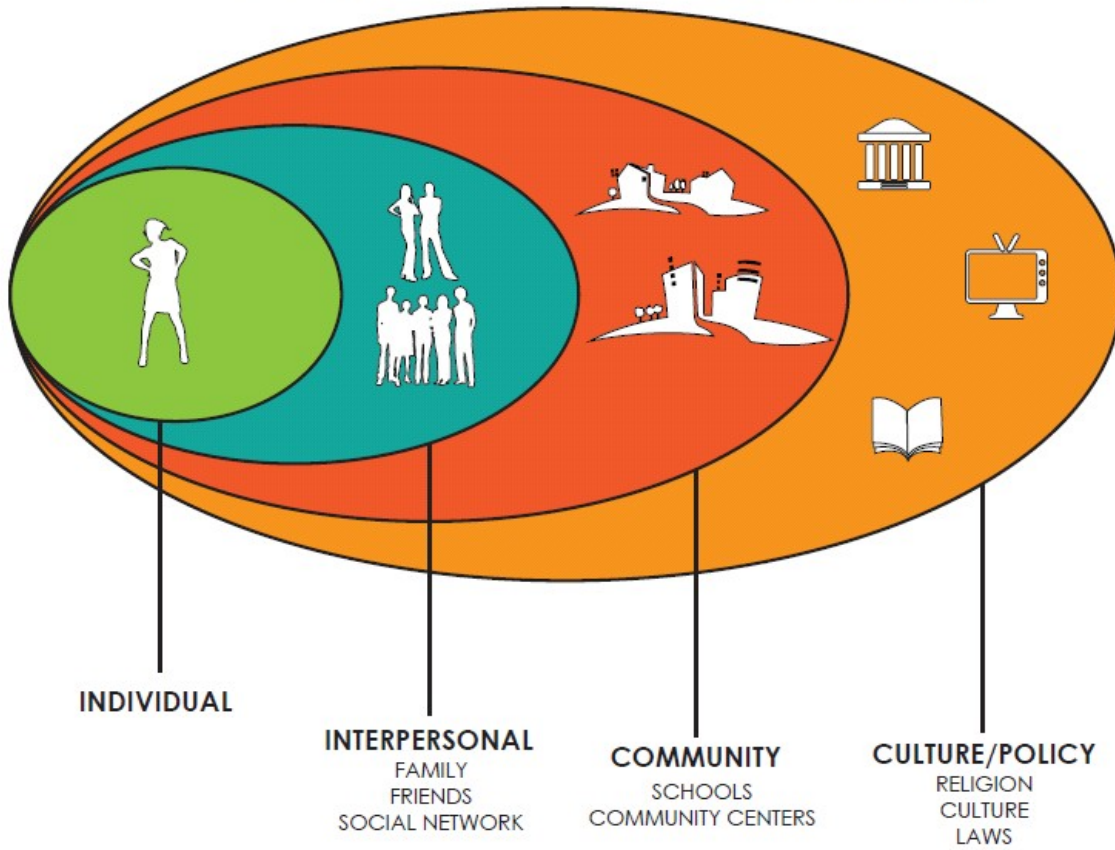 INDIVIDUAL
INTERPERSONAL
FAMILY
FRIENDS
SOCIAL NETWORK
COMMUNITY
SCHOOLS
COMMUNITY CENTERS
CULTURE/POLICY
RELIGION
CULTURE
LAWS